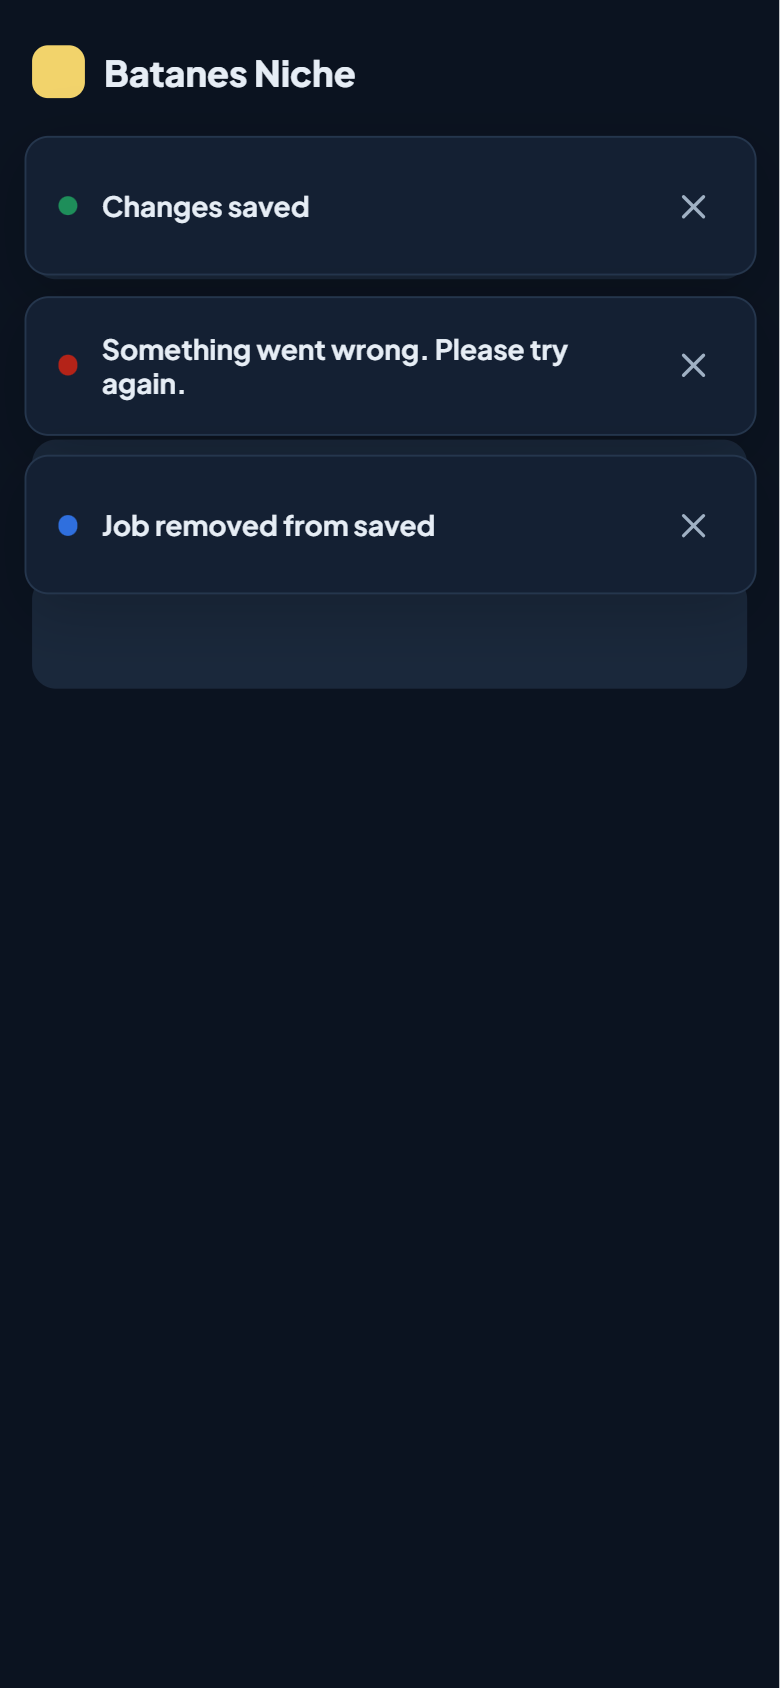 Batanes Niche
Changes saved
Something went wrong. Please try
again.
Job removed from saved